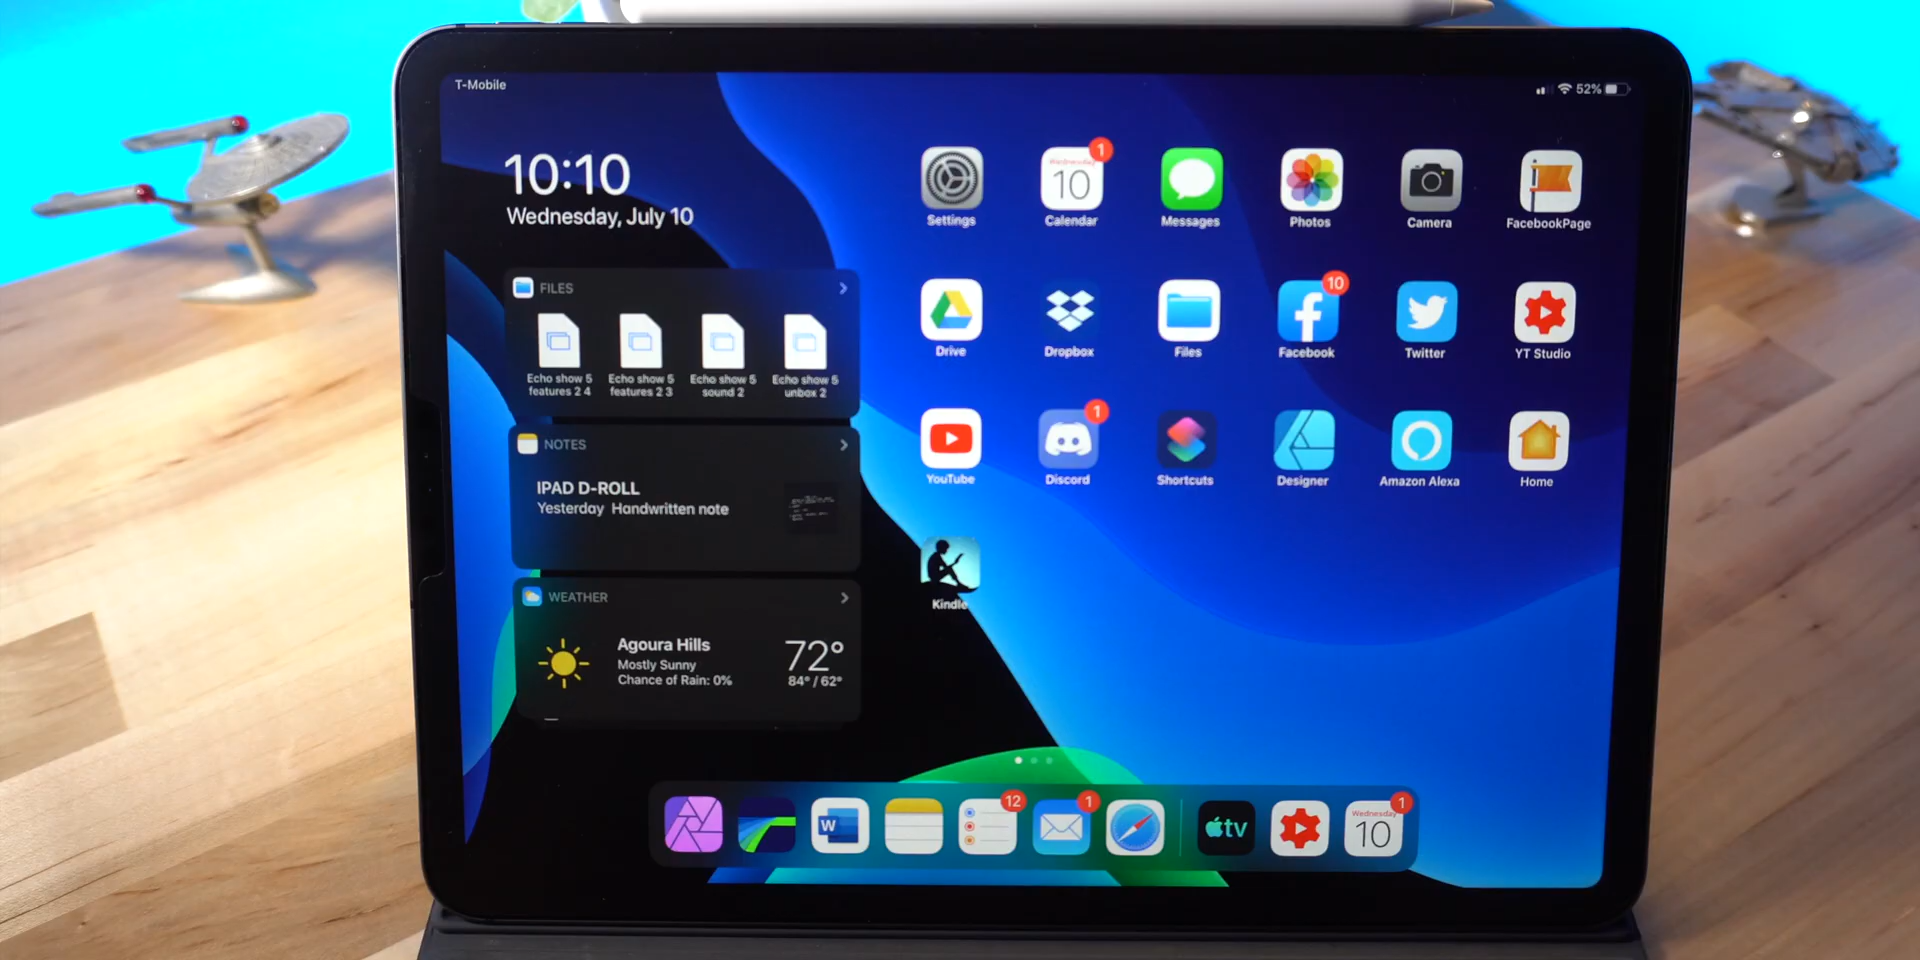 T-Mobile
52%
10:10
Wednesday, July 10
FILES
Echo show 5 features 2 4
Echo show 5 features 2 3
Echo show 5 sound 2
Echo show 5 unbox 2
NOTES
IPAD D-ROLL
Yesterday Handwritten note
WEATHER
Agoura Hills
72°
Mostly Sunny
Chance of Rain: 0%
84° / 62°
Settings
1
Wednesday
10
Calendar
Messages
Photos
Camera
FacebookPage
Drive
Dropbox
Files
10
Facebook
Twitter
YT Studio
YouTube
1
Discord
Shortcuts
Designer
Amazon Alexa
Home
Kindle
W
12
1
tv
1
Wednesday
10